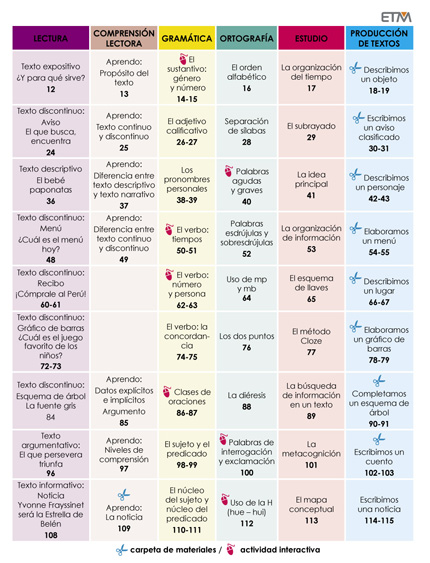 ETM
LECTURA
COMPRENSIÓN
LECTORA
GRAMÁTICA
ORTOGRAFÍA
ESTUDIO
PRODUCCIÓN
DE TEXTOS
Texto expositivo
¿Y para qué sirve?
12
Aprendo:
Propósito del
texto
13
El
sustantivo:
género
y número
14-15
El orden
alfabético
16
La organización
del tiempo
17
Describimos
un objeto
18-19
Texto discontinuo:
Aviso
El que busca,
encuentra
24
Aprendo:
Texto continuo
y discontinuo
25
El adjetivo
calificativo
26-27
Separación
de sílabas
28
El subrayado
29
Escribimos
un aviso
clasificado
30-31
Texto descriptivo
El bebé
paponatas
36
Aprendo:
Diferencia entre
texto descriptivo
y texto narrativo
37
Los
pronombres
personales
38-39
Palabras
agudas
y graves
40
La idea
principal
41
Describimos
un personaje
42-43
Texto discontinuo:
Menú
¿Cuál es el menú
hoy?
48
Aprendo:
Diferencia entre
texto continuo
y discontinuo
49
El verbo:
tiempos
50-51
Palabras
esdrújulas y
sobresdrújulas
52
La organización
de información
53
Elaboramos
un menú
54-55
Texto discontinuo:
Recibo
¡Cómprale al Perú!
60-61
El verbo:
número
y persona
62-63
Uso de mp
y mb
64
El esquema
de llaves
65
Describimos
un lugar
66-67
Texto discontinuo:
Gráfico de barras
¿Cuál es el juego
favorito de los
niños?
72-73
El verbo: la
concordan-
cia
74-75
Los dos puntos
76
El método
Cloze
77
Elaboramos
un gráfico de
barras
78-79
Texto discontinuo:
Esquema de árbol
La fuente gris
84
Aprendo:
Datos explícitos
e implícitos
Argumento
85
Clases de
oraciones
86-87
La diéresis
88
La búsqueda
de información
en un texto
89
Completamos
un esquema de
árbol
90-91
Texto
argumentativo:
El que persevera
triunfa
96
Aprendo:
Niveles de
comprensión
97
El sujeto y el
predicado
98-99
Palabras de
interrogación
y exclamación
100
La
metacognición
101
Escribimos un
cuento
102-103
Texto informativo:
Noticia
Yvonne Frayssinet
será la Estrella de
Belén
108
Aprendo:
La noticia
109
El núcleo
del sujeto y
núcleo del
predicado
110-111
Uso de la H
(hue – hui)
112
El mapa
conceptual
113
Escribimos
una noticia
114-115
carpeta de materiales / actividad interactiva